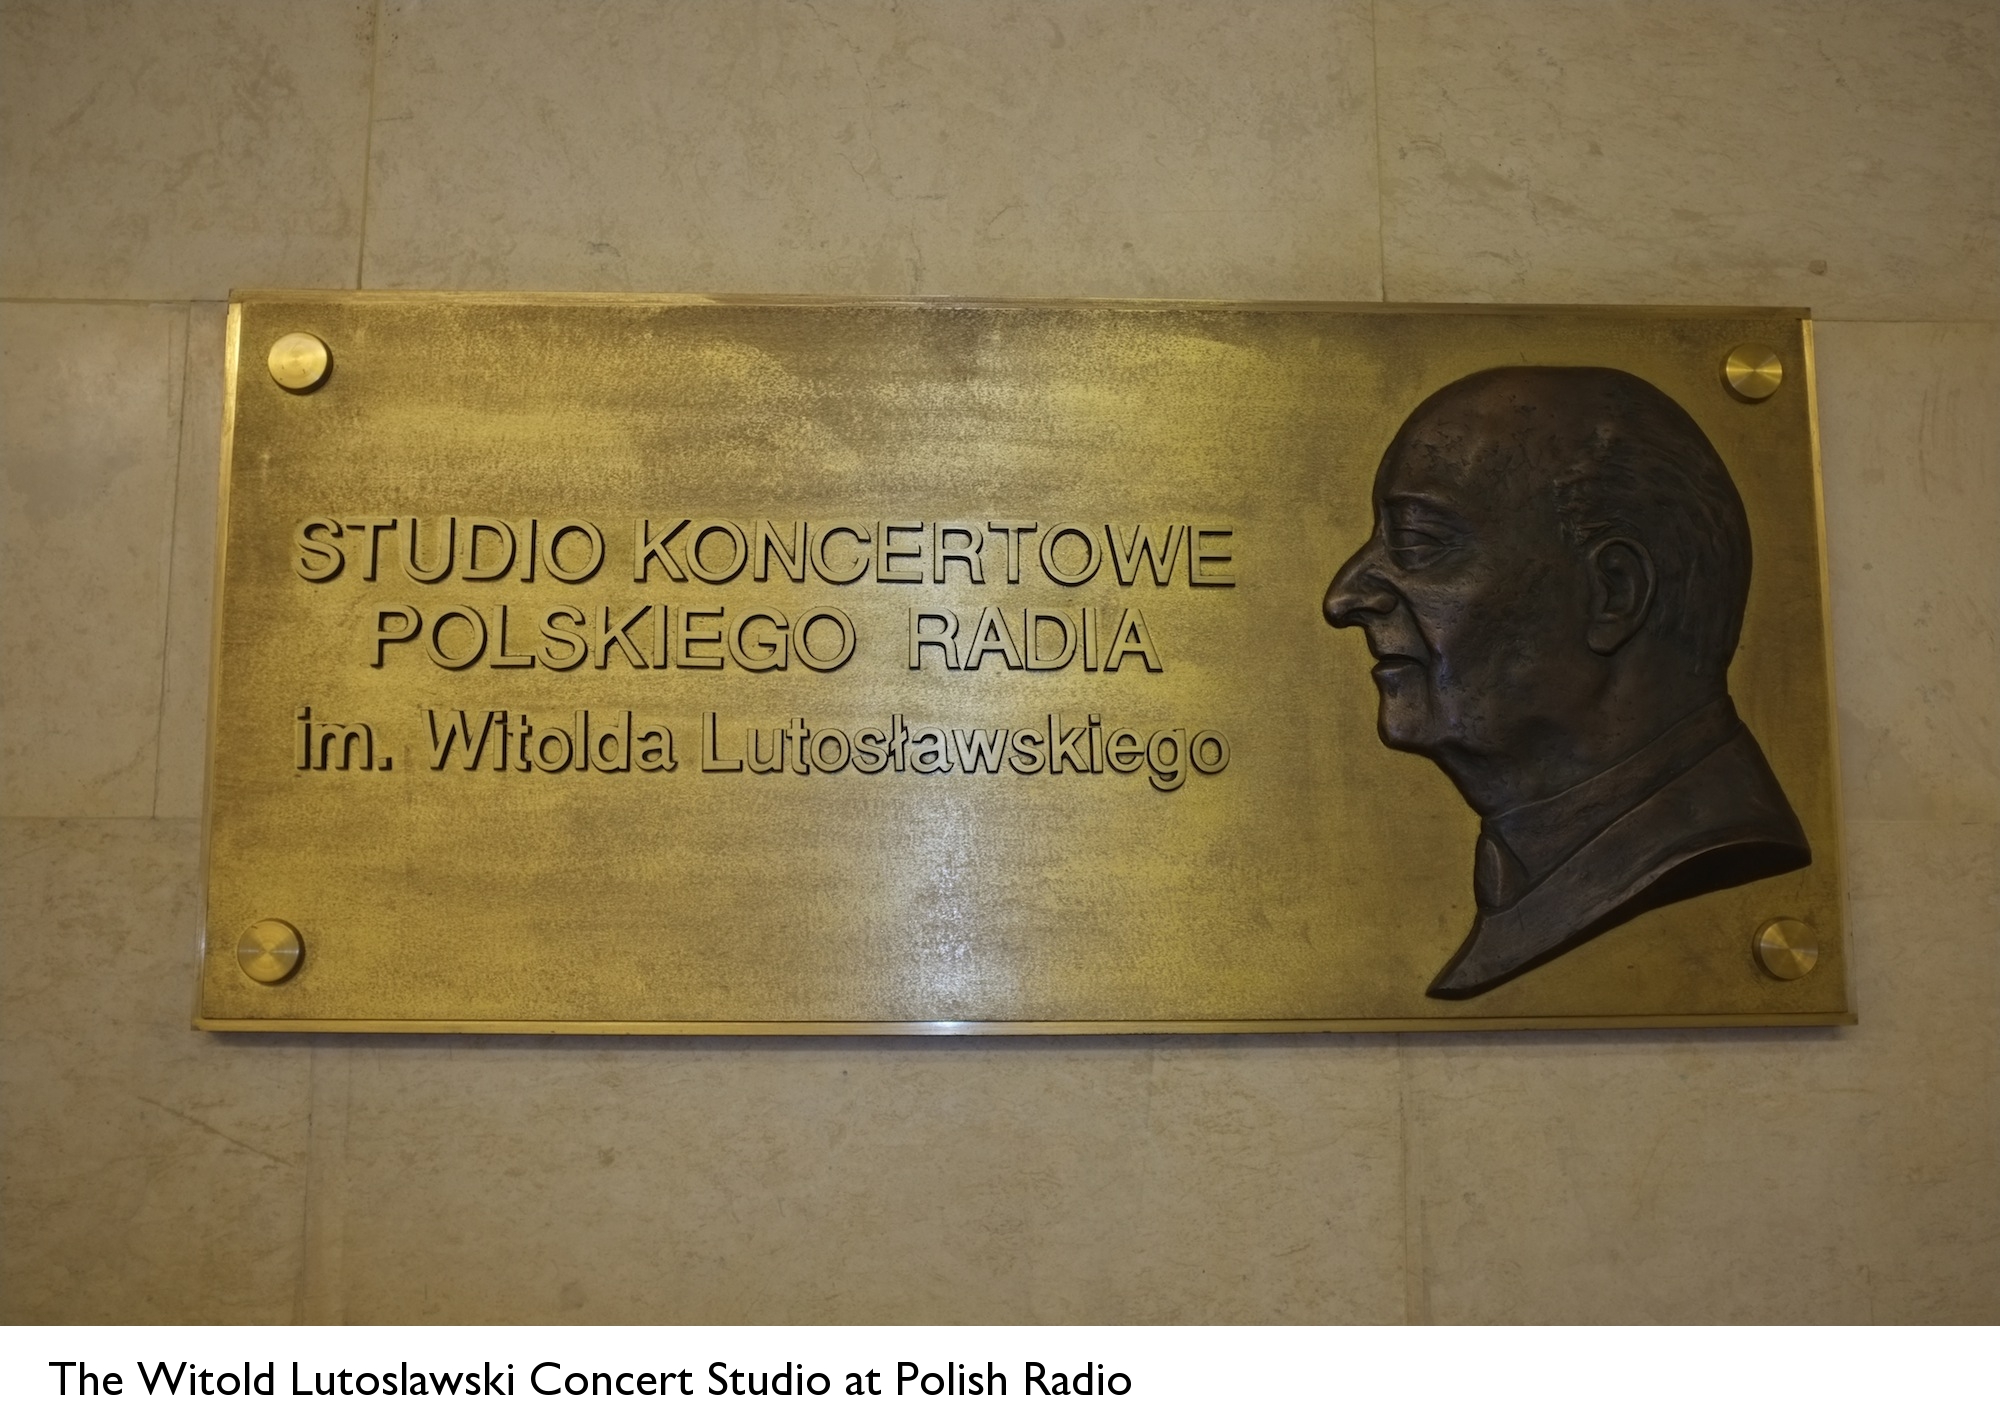 STUDIO KONCERTOWE
POLSKIEGO RADIA
im. Witolda Lutosławskiego
The Witold Lutoslawski Concert Studio at Polish Radio